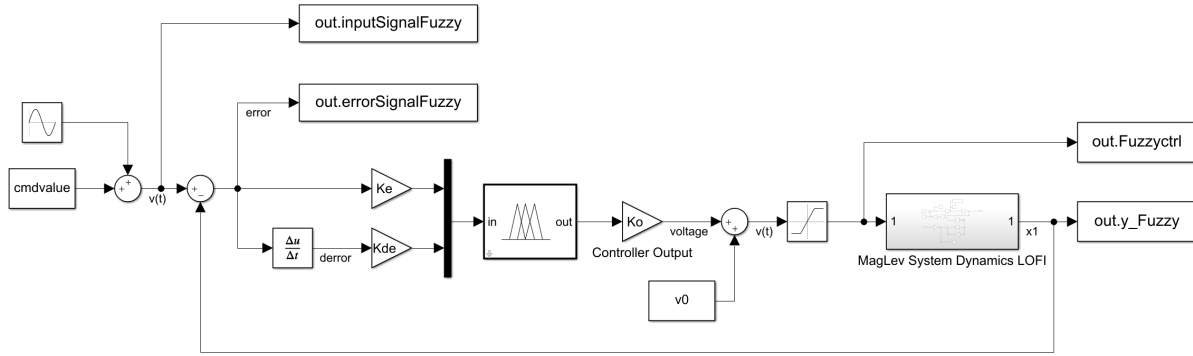 out.inputSignalFuzzy
out.errorSignalFuzzy
error
out.Fuzzyctrl
cmdvalue
+
+
v(t)
+
−
Ke
Δu
Δt
derror
Kde
in
out
Ko
voltage
Controller Output
+
+
v(t)
v0
1
1
x1
MagLev System Dynamics LOFI
out.y_Fuzzy